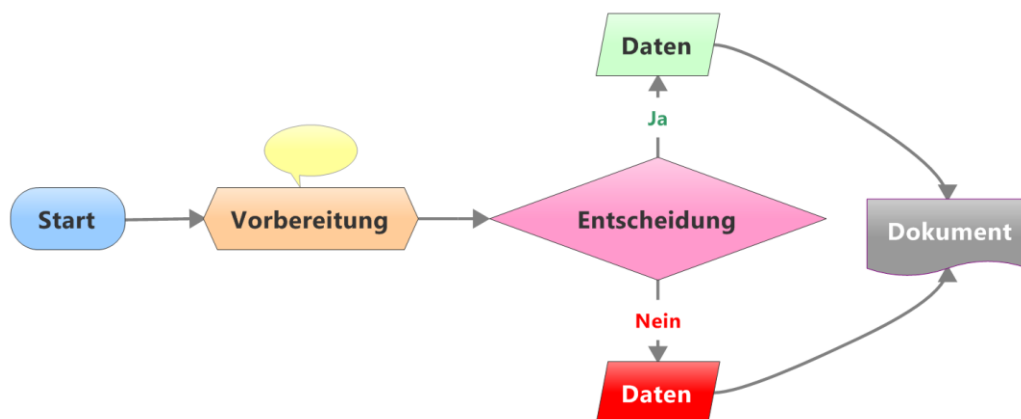 Daten
Ja
Start
Vorbereitung
Entscheidung
Dokument
Nein
Daten